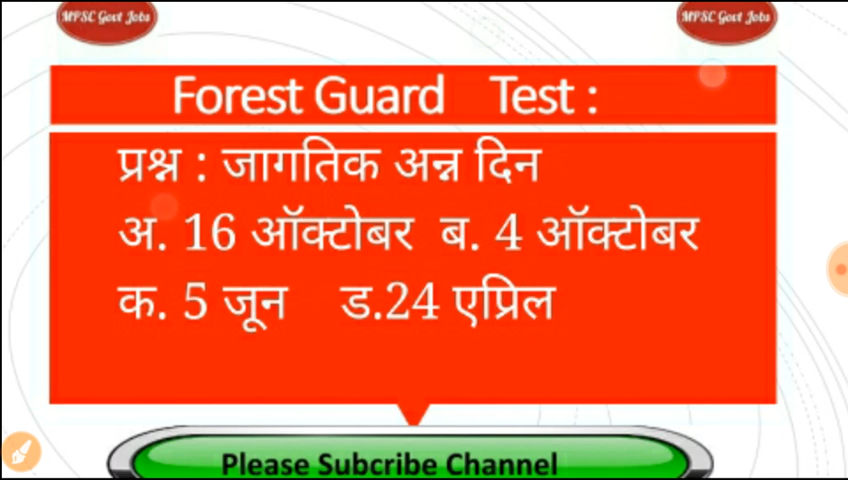 MPSC Govt Jobs MPSC Govt Jobs
Forest Guard Test :
प्रश्न : जागतिक अन्न दिन
अ. 16 ऑक्टोबर ब. 4 ऑक्टोबर
क. 5 जून ड.24 एप्रिल
Please Subcribe Channel